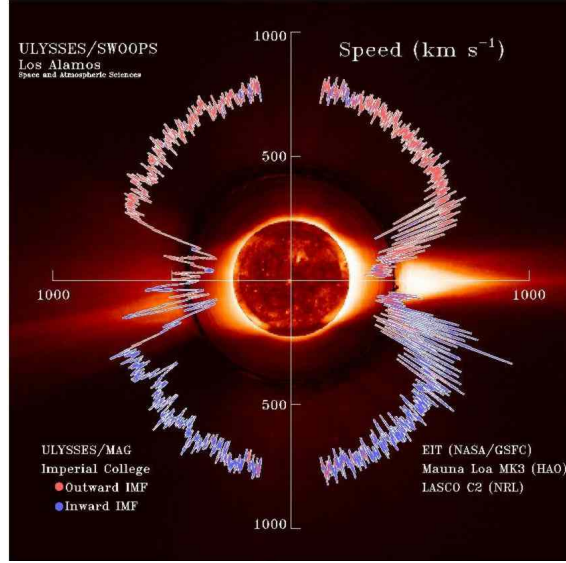 ULYSSES/SWOOPS
Los Alamos
Space and Atmospheric Sciences
Speed (km s⁻¹)
1000
500
1000
1000
500
1000
ULYSSES/MAG
Imperial College
Outward IMF
Inward IMF
EIT (NASA/GSFC)
Mauna Loa MK3 (HAO)
LASCO C2 (NRL)